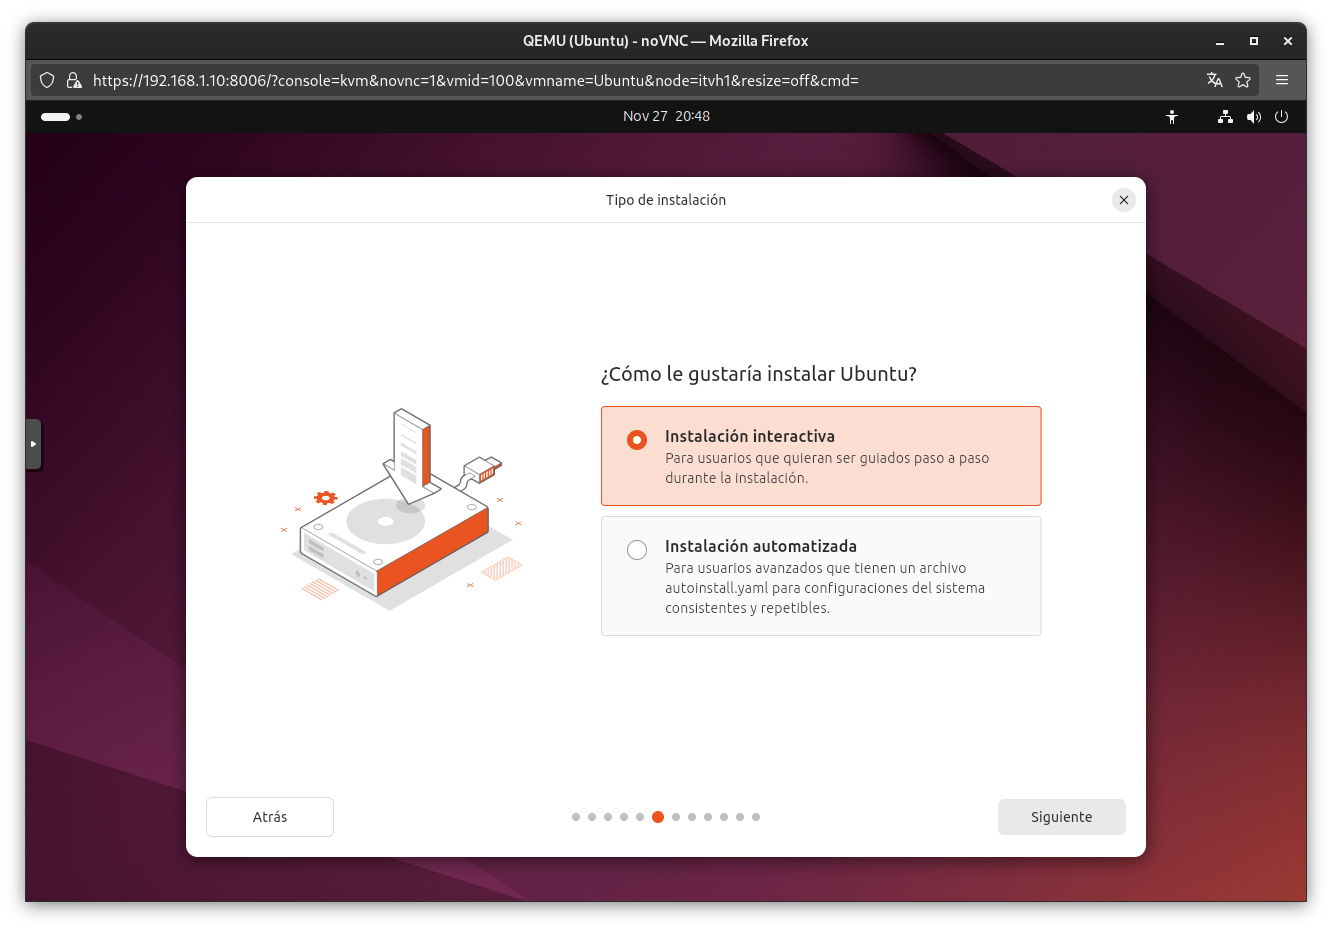 QEMU (Ubuntu) - noVNC — Mozilla Firefox
https://192.168.1.10:8006/?console=kvm&novnc=1&vmid=100&vmname=Ubuntu&node=itvh1&resize=off&cmd=
Nov 27 20:48
Tipo de instalación
¿Cómo le gustaría instalar Ubuntu?
Instalación interactiva
Para usuarios que quieran ser guiados paso a paso
durante la instalación.
Instalación automatizada
Para usuarios avanzados que tienen un archivo
autoinstall.yaml para configuraciones del sistema
consistentes y repetibles.
Atrás
Siguiente